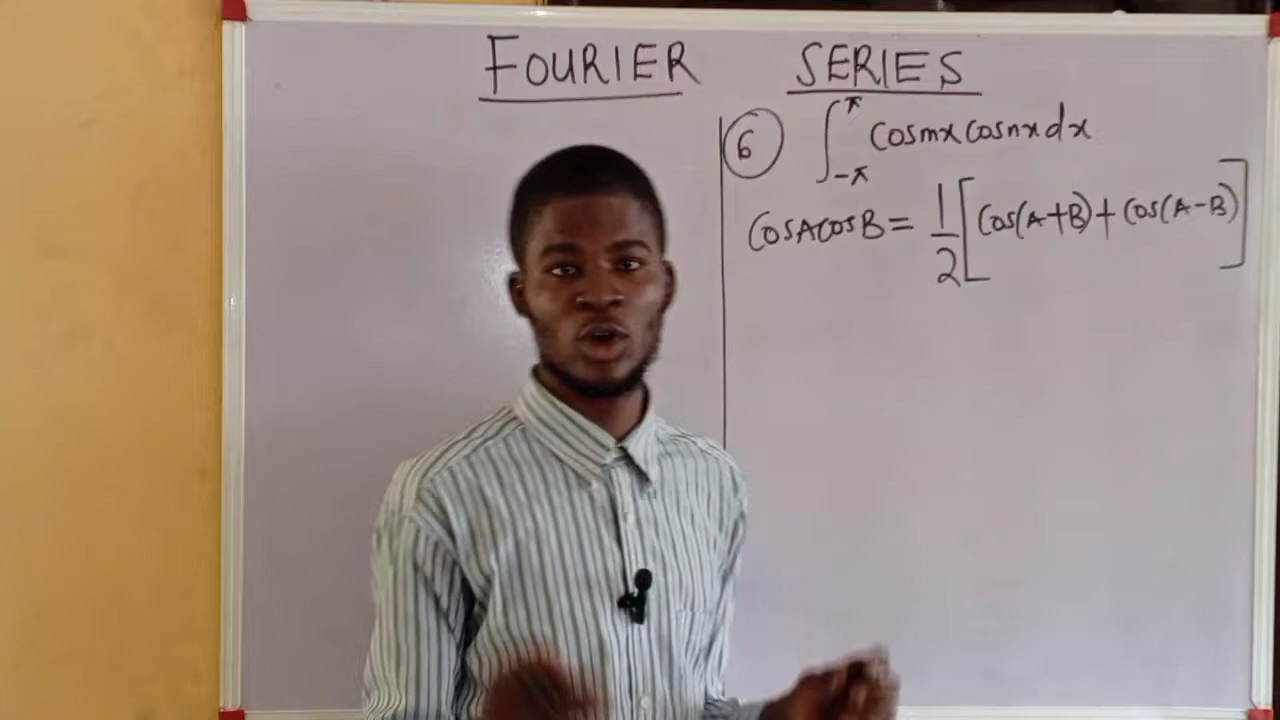 FOURIER SERIES
6 ∫_{-π}^{π} cosmx cosnx dx
CosAcosB = 1/2 [Cos(A+B) + Cos(A-B)]